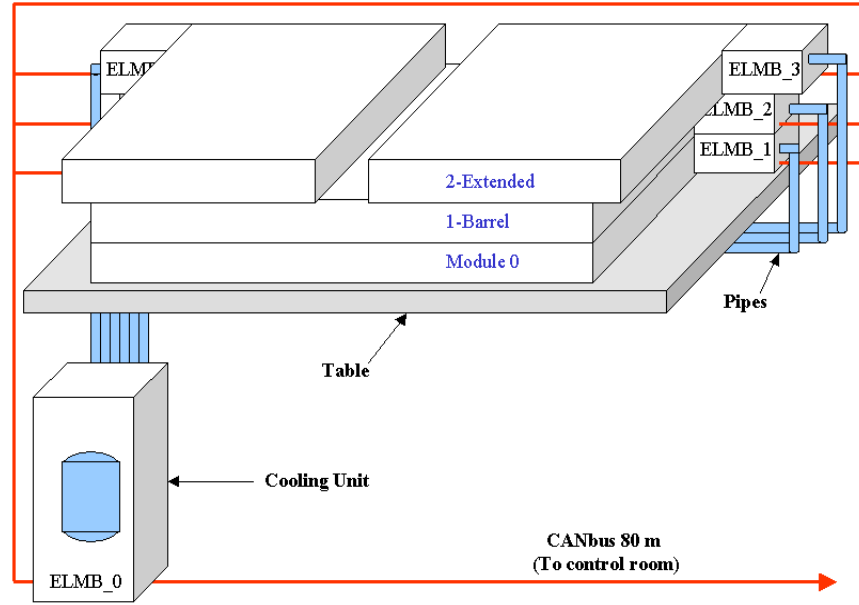 ELMB
ELMB_3
ELMB_2
ELMB_1
2-Extended
1-Barrel
Module 0
Pipes
Table
Cooling Unit
CANbus 80 m
(To control room)
ELMB_0